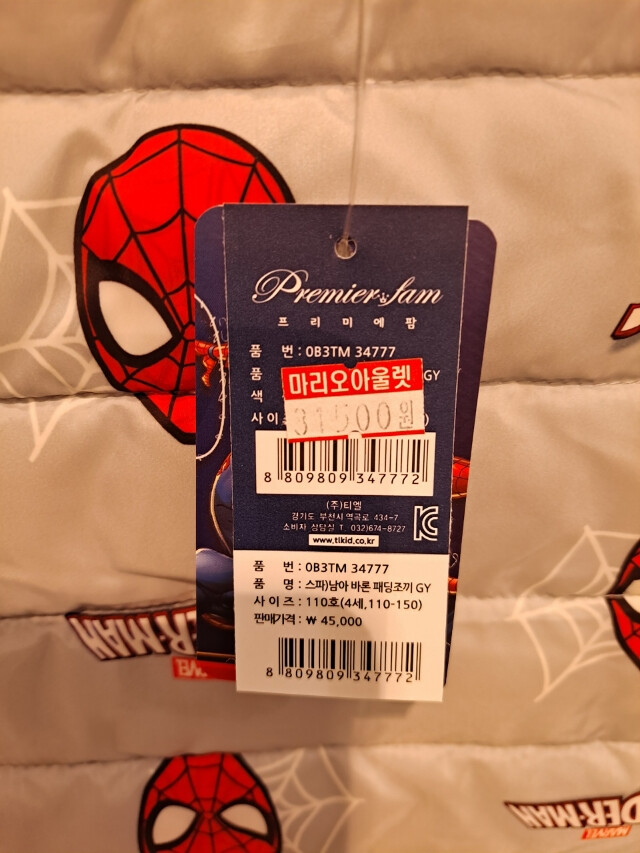 Premier fam
프리미에팜
품 번 : 0B3TM 34777
품 GY
색
마리오아울렛
31500원
사이
8 809809 347772
(주)티엘
경기도 부천시 역곡로 434-7
소비자 상담실 T. 032)674-8727
www.tlkid.co.kr
품 번 : 0B3TM 34777
품 명 : 스파)남아 바론 패딩조끼 GY
사이즈 : 110호(4세,110-150)
판매가격 : ₩ 45,000
8 809809 347772
DER-MAN
DER-MAN
MARVEL